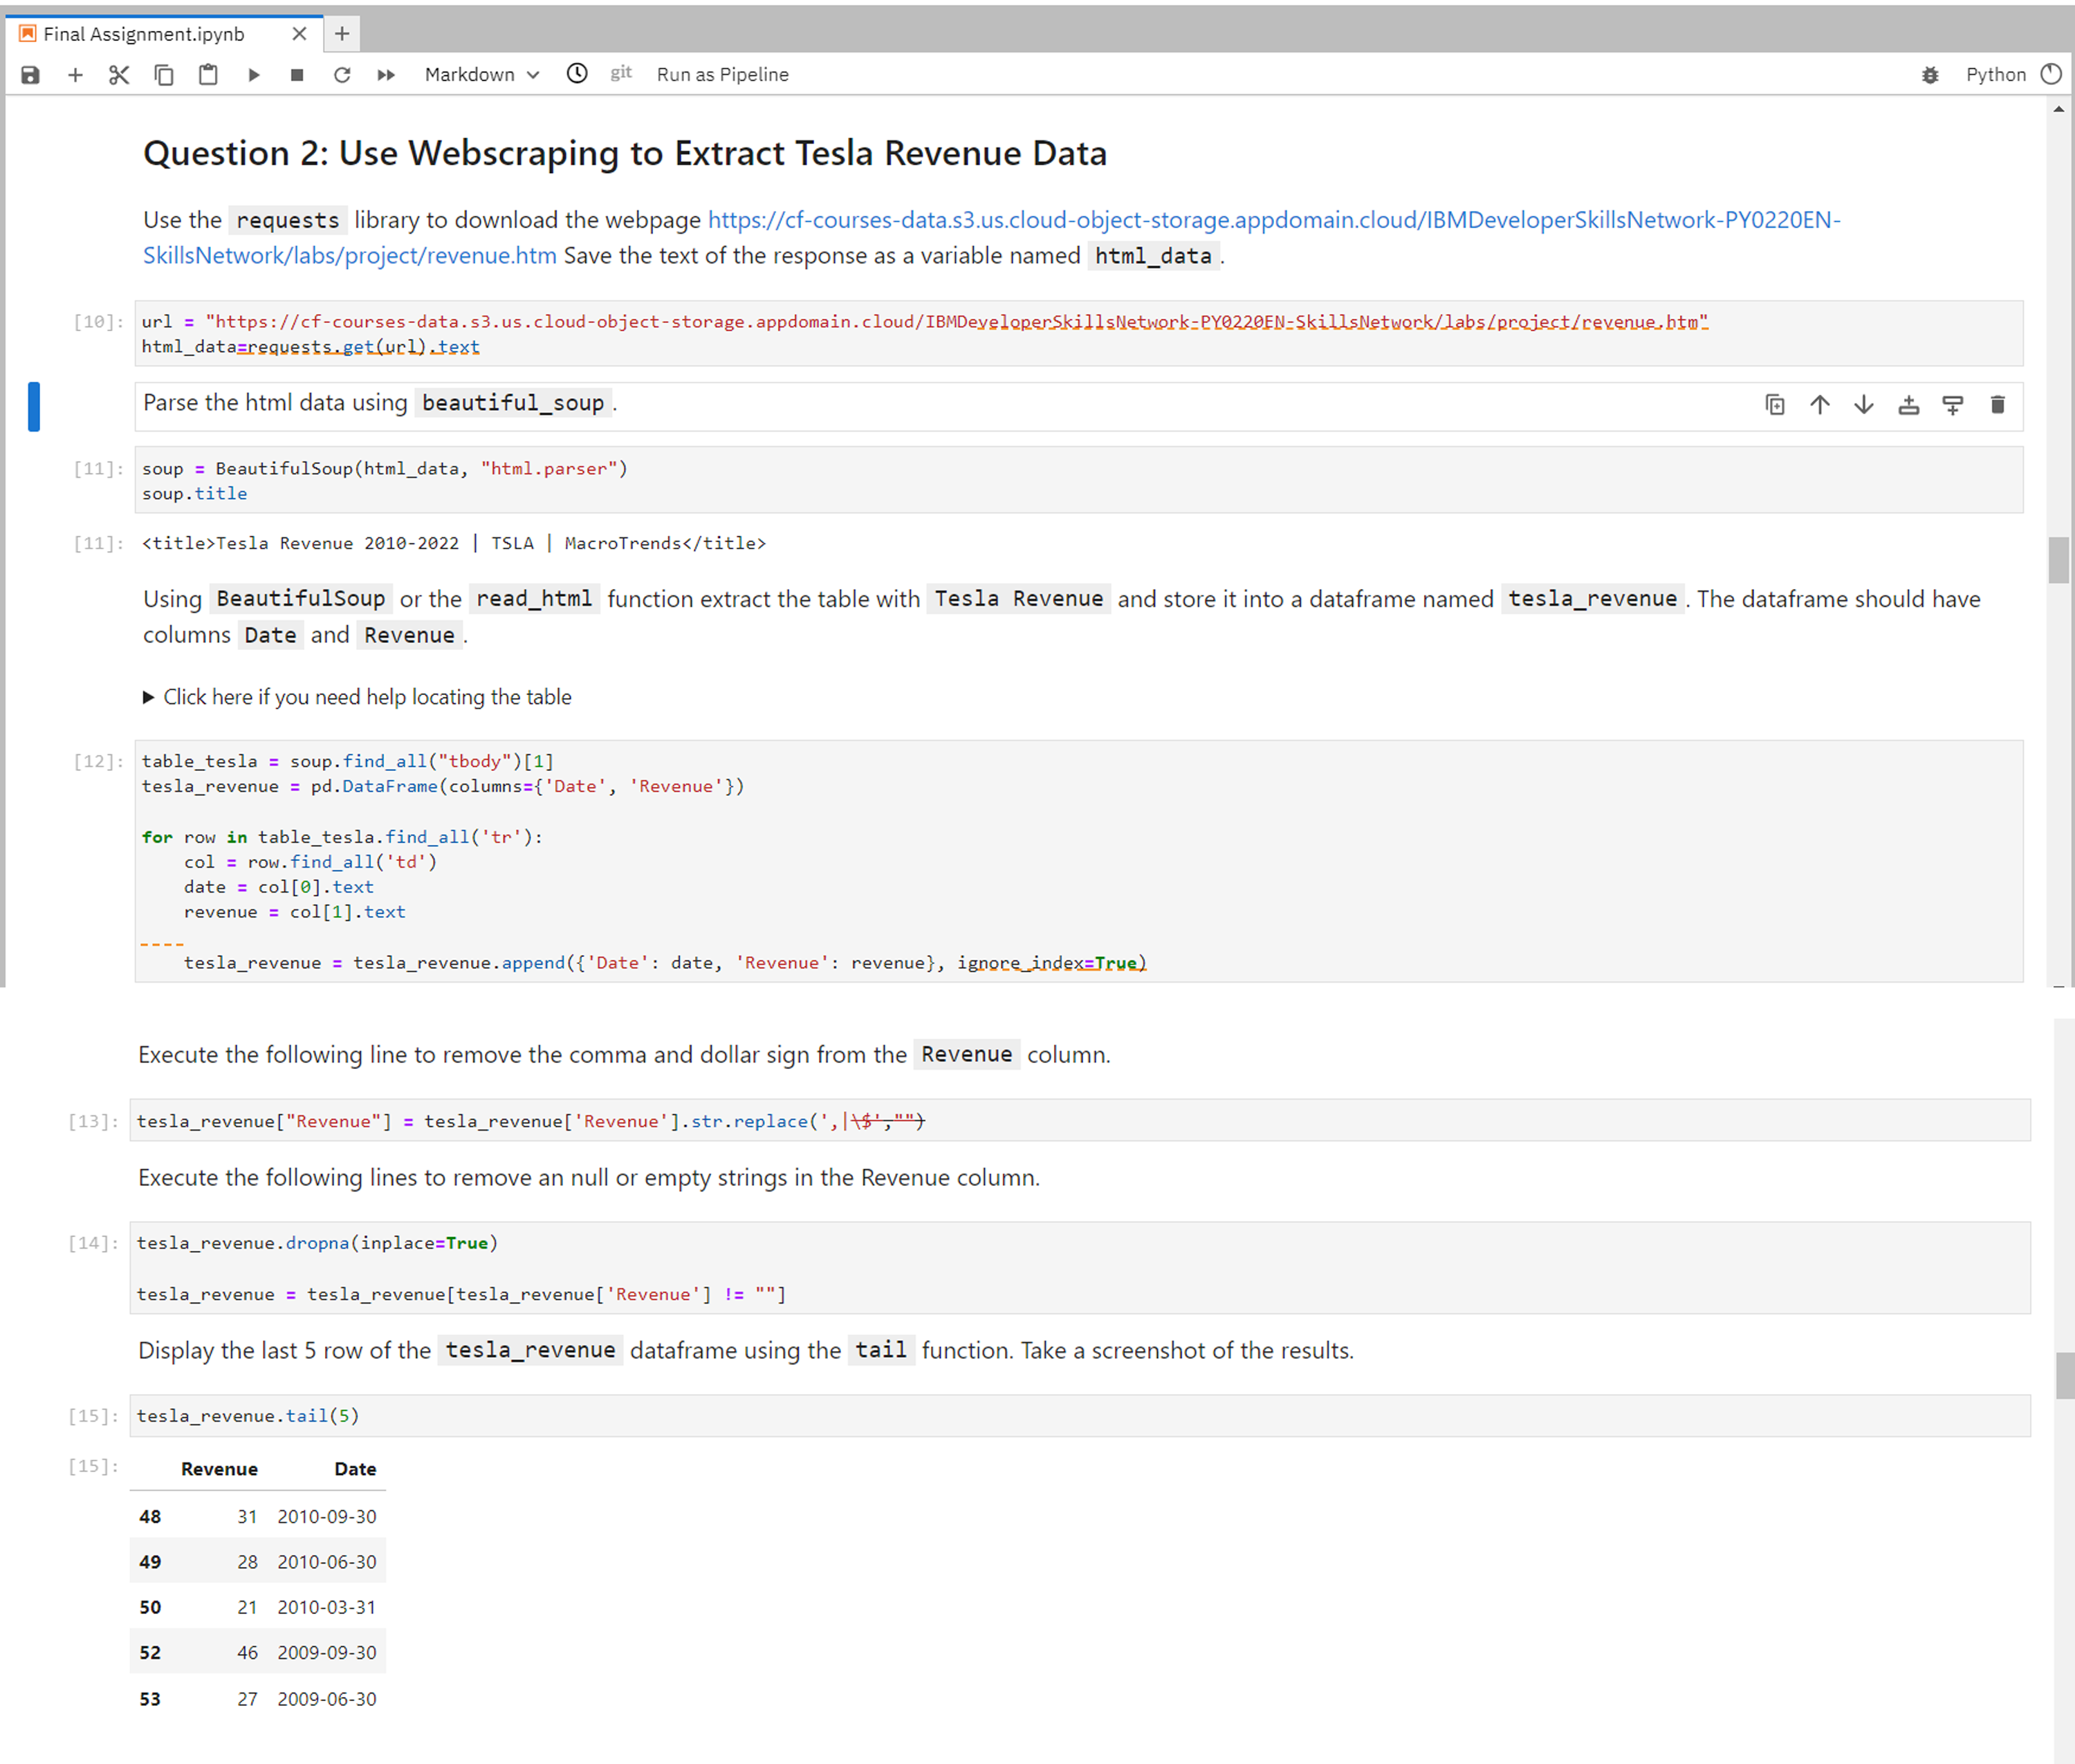 Final Assignment.ipynb
Markdown git Run as Pipeline Python
Question 2: Use Webscraping to Extract Tesla Revenue Data
Use the requests library to download the webpage https://cf-courses-data.s3.us.cloud-object-storage.appdomain.cloud/IBMDeveloperSkillsNetwork-PY0220EN-
SkillsNetwork/labs/project/revenue.htm Save the text of the response as a variable named html_data.
[10]: url = "https://cf-courses-data.s3.us.cloud-object-storage.appdomain.cloud/IBMDeveloperSkillsNetwork-PY0220EN-SkillsNetwork/labs/project/revenue.htm"
html_data=requests.get(url).text
Parse the html data using beautiful_soup.
[11]: soup = BeautifulSoup(html_data, "html.parser")
soup.title
[11]: <title>Tesla Revenue 2010-2022 | TSLA | MacroTrends</title>
Using BeautifulSoup or the read_html function extract the table with Tesla Revenue and store it into a dataframe named tesla_revenue. The dataframe should have
columns Date and Revenue.
Click here if you need help locating the table
[12]: table_tesla = soup.find_all("tbody")[1]
tesla_revenue = pd.DataFrame(columns={'Date', 'Revenue'})
for row in table_tesla.find_all('tr'):
    col = row.find_all('td')
    date = col[0].text
    revenue = col[1].text
    tesla_revenue = tesla_revenue.append({'Date': date, 'Revenue': revenue}, ignore_index=True)
Execute the following line to remove the comma and dollar sign from the Revenue column.
[13]: tesla_revenue["Revenue"] = tesla_revenue['Revenue'].str.replace(',|\$',"")
Execute the following lines to remove an null or empty strings in the Revenue column.
[14]: tesla_revenue.dropna(inplace=True)
tesla_revenue = tesla_revenue[tesla_revenue['Revenue'] != ""]
Display the last 5 row of the tesla_revenue dataframe using the tail function. Take a screenshot of the results.
[15]: tesla_revenue.tail(5)
[15]: Revenue Date
48 31 2010-09-30
49 28 2010-06-30
50 21 2010-03-31
52 46 2009-09-30
53 27 2009-06-30